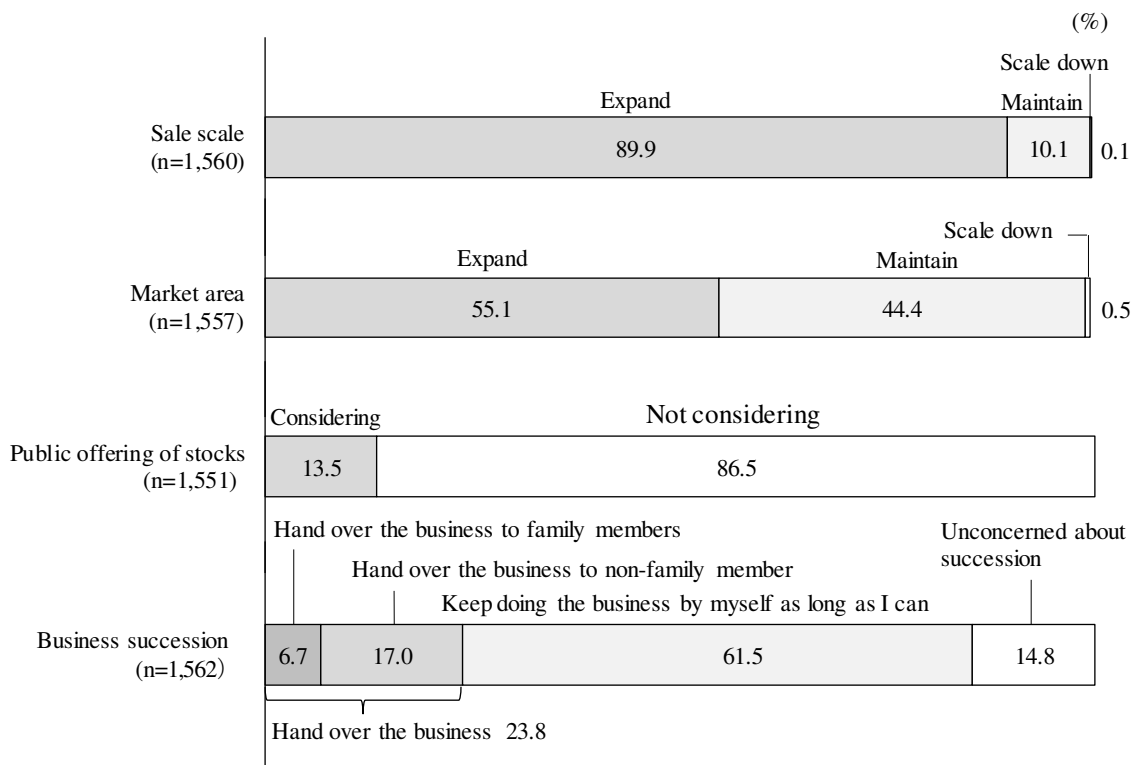 (%)
Scale down
Expand
Maintain
Sale scale
(n=1,560)
89.9
10.1
0.1
Scale down
Expand
Maintain
Market area
(n=1,557)
55.1
44.4
0.5
Considering
Not considering
Public offering of stocks
(n=1,551)
13.5
86.5
Hand over the business to family members
Unconcerned about
succession
Hand over the business to non-family member
Keep doing the business by myself as long as I can
Business succession
(n=1,562)
6.7
17.0
61.5
14.8
Hand over the business 23.8